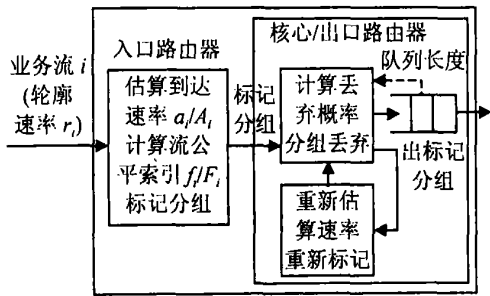 核心/出口路由器
入口路由器
业务流 i
(轮廓
速率 rᵢ)
估算到达
速率 aᵢ/Aᵢ
计算流公
平索引 fᵢ/Fᵢ
标记分组
标记
分组
计算丢
弃概率
分组丢弃
队列长度
出标记
分组
重新估
算速率
重新标记